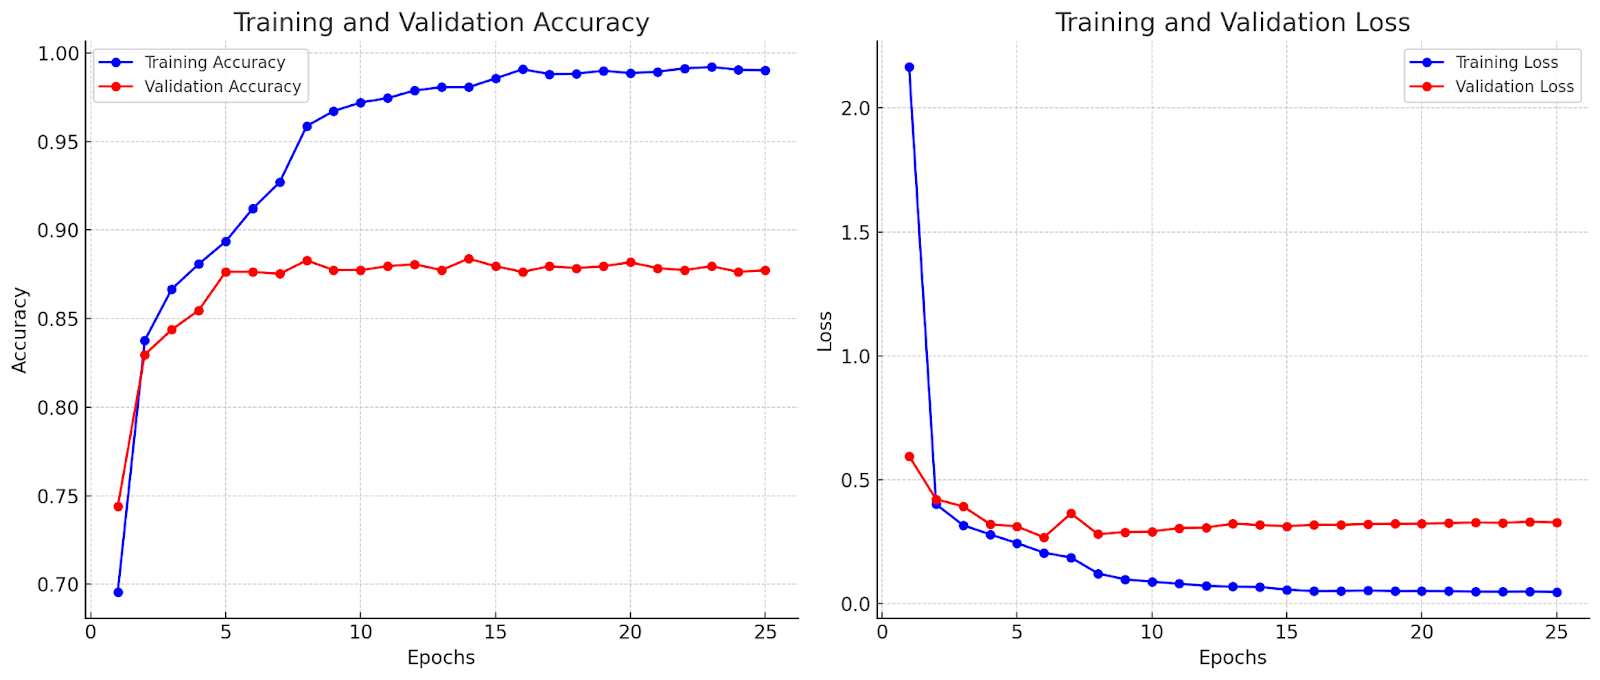 Training and Validation Accuracy
Training Accuracy
Validation Accuracy
1.00
0.95
0.90
0.85
0.80
0.75
0.70
Accuracy
0 5 10 15 20 25
Epochs
Training and Validation Loss
Training Loss
Validation Loss
2.0
1.5
1.0
0.5
0.0
Loss
0 5 10 15 20 25
Epochs